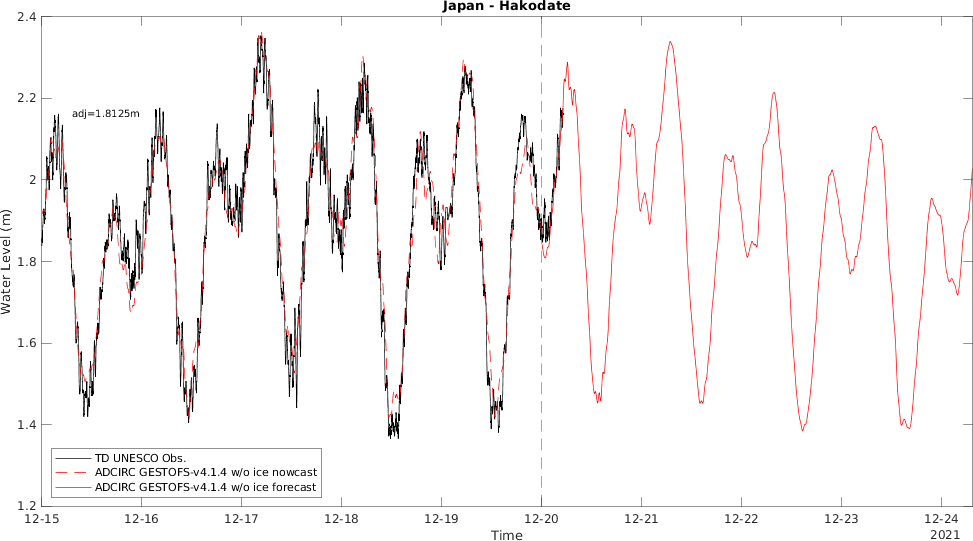 Japan - Hakodate
2.4
2.2
2
1.8
1.6
1.4
1.2
Water Level (m)
adj=1.8125m
TD UNESCO Obs.
ADCIRC GESTOFS-v4.1.4 w/o ice nowcast
ADCIRC GESTOFS-v4.1.4 w/o ice forecast
12-15 12-16 12-17 12-18 12-19 12-20 12-21 12-22 12-23 12-24
2021
Time